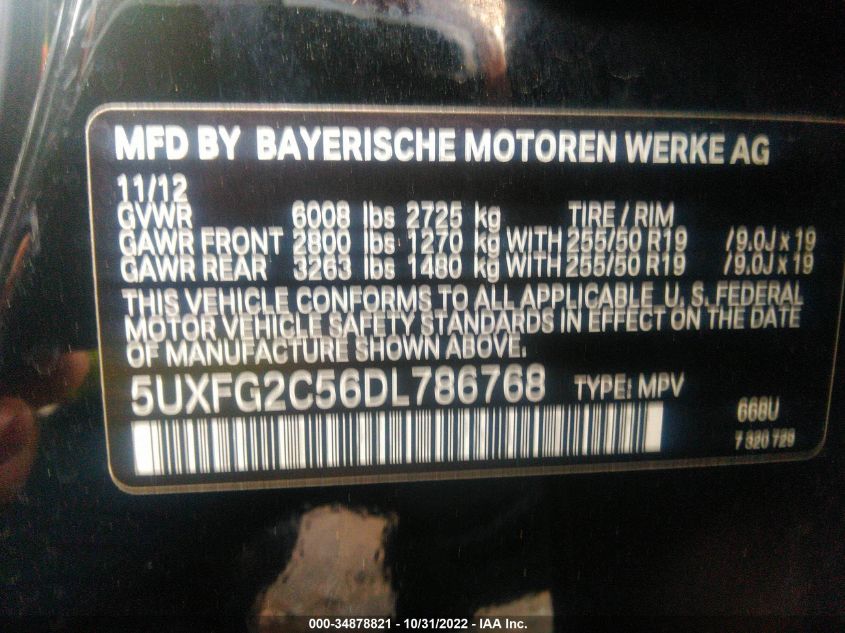 MFD BY BAYERISCHE MOTOREN WERKE AG
11/12
GVWR 6008 lbs 2725 kg TIRE / RIM
GAWR FRONT 2800 lbs 1270 kg WITH 255/50 R19 /9.0J x 19
GAWR REAR 3263 lbs 1480 kg WITH 255/50 R19 /9.0J x 19
THIS VEHICLE CONFORMS TO ALL APPLICABLE U. S. FEDERAL
MOTOR VEHICLE SAFETY STANDARDS IN EFFECT ON THE DATE
OF MANUFACTURE SHOWN ABOVE.
5UXFG2C56DL786768 TYPE: MPV
668U
7 320 729
000-34878821 - 10/31/2022 - IAA Inc.